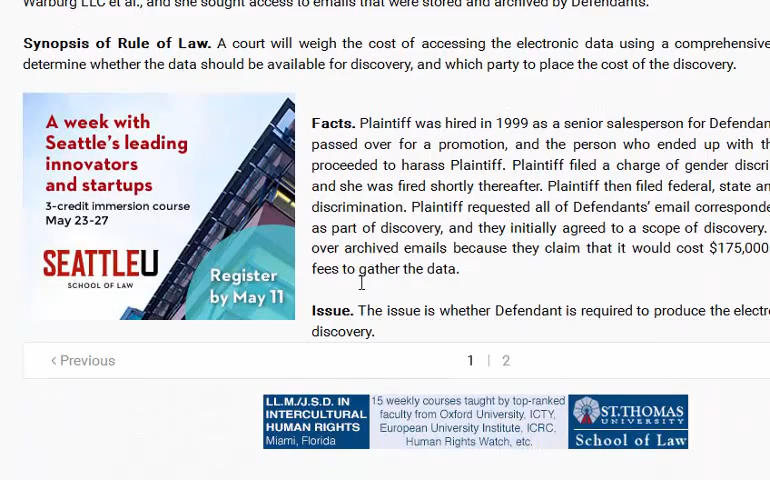 Warburg LLC et al., and she sought access to emails that were stored and archived by Defendants.
Synopsis of Rule of Law. A court will weigh the cost of accessing the electronic data using a comprehensive
determine whether the data should be available for discovery, and which party to place the cost of the discovery.
A week with
Seattle's leading
innovators
and startups
3-credit immersion course
May 23-27
SEATTLEU
SCHOOL OF LAW
Register
by May 11
Facts. Plaintiff was hired in 1999 as a senior salesperson for Defendan
passed over for a promotion, and the person who ended up with th
proceeded to harass Plaintiff. Plaintiff filed a charge of gender discri
and she was fired shortly thereafter. Plaintiff then filed federal, state an
discrimination. Plaintiff requested all of Defendants' email corresponde
as part of discovery, and they initially agreed to a scope of discovery.
over archived emails because they claim that it would cost $175,000
fees to gather the data.
Issue. The issue is whether Defendant is required to produce the electro
discovery.
< Previous
1 | 2
LL.M./J.S.D. IN
INTERCULTURAL
HUMAN RIGHTS
Miami, Florida
15 weekly courses taught by top-ranked
faculty from Oxford University, ICTY,
European University Institute, ICRC,
Human Rights Watch, etc.
ST. THOMAS
UNIVERSITY
School of Law